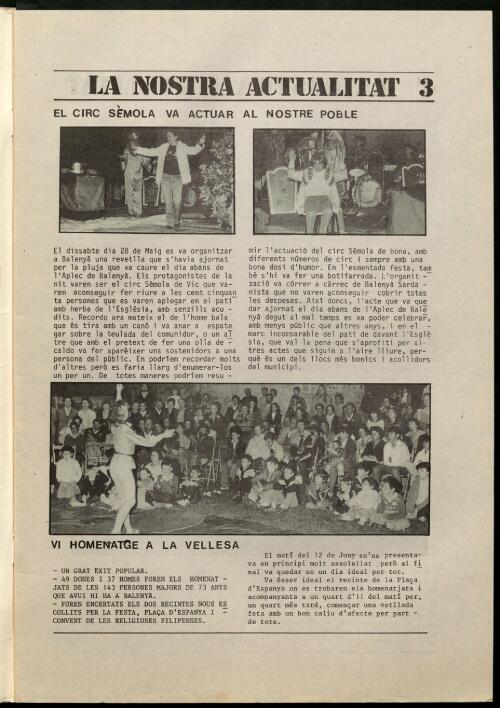 LA NOSTRA ACTUALITAT 3
EL CIRC SÈMOLA VA ACTUAR AL NOSTRE POBLE
El dissabte dia 28 de Maig es va organitzar
a Balenyà una revetlla que s'havia ajornat
per la pluja que va caure el dia abans de
l'Aplec de Balenyà. Els protagonistes de la
nit varen ser el circ Sèmola de Vic que va-
ren aconseguir fer riure a les cent cinquan
ta persones que es varen aplegar en el pati
amb herba de l'Església, amb senzills acu -
dits. Recordo ara mateix el de l'home bala
que és tirà amb un canó i va anar a espate
gar sobre la teulada del comunidor, o un al
tre que amb el pretext de fer una olla de -
caldo va fer aparèixer uns sostenidors a una
persona del públic. En podríem recordar molts
d'altres però es faria llarg d'enumerar-los
un per un. De totes maneres podríem resu -
mir l'actuació del circ Sèmola de bona, amb
diferents números de circ i sempre amb una
bona dosi d'humor. En l'esmentada festa, tam
bé s'hi va fer una botifarrada. L'organit -
zació va córrer a càrrec de Balenyà Sarda -
nista que no varen aconseguir cobrir totes
les despeses. Així doncs, l'acte que va que
dar ajornat el dia abans de l'Aplec de Bale
nyà degut al mal temps es va poder celebrar,
amb menys públic que altres anys, i en el -
marc incomparable del pati de davant l'Esglé
sia, que val la pena que s'aprofiti per al-
tres actes que siguin a l'aire lliure, per-
què és un dels llocs més bonics i acollidors
del municipi.
VI HOMENATGE A LA VELLESA
- UN GRAT ÈXIT POPULAR.
- 49 DONES I 37 HOMES FOREN ELS HOMENAT -
JATS DE LES 143 PERSONES MAJORS DE 73 ANYS
QUE AVUI HI HA A BALENYÀ.
- FOREN ENCERTATS ELS DOS RECINTES NOUS ES
COLLITS PER LA FESTA, PLAÇA D'ESPANYA I -
CONVENT DE LES RELIGIOSES FILIPENSES.
El matí del 12 de Juny se'ns presenta-
va en principi molt assolellat però al fi
nal va quedar en un dia ideal per tot.
Va ésser ideal el recinte de la Plaça
d'Espanya on es trobaren els homenatjats i
acompanyants a un quart d'11 del matí per,
un quart més tard, començar una vetllada
feta amb un bon caliu d'afecte per part -
de tots.